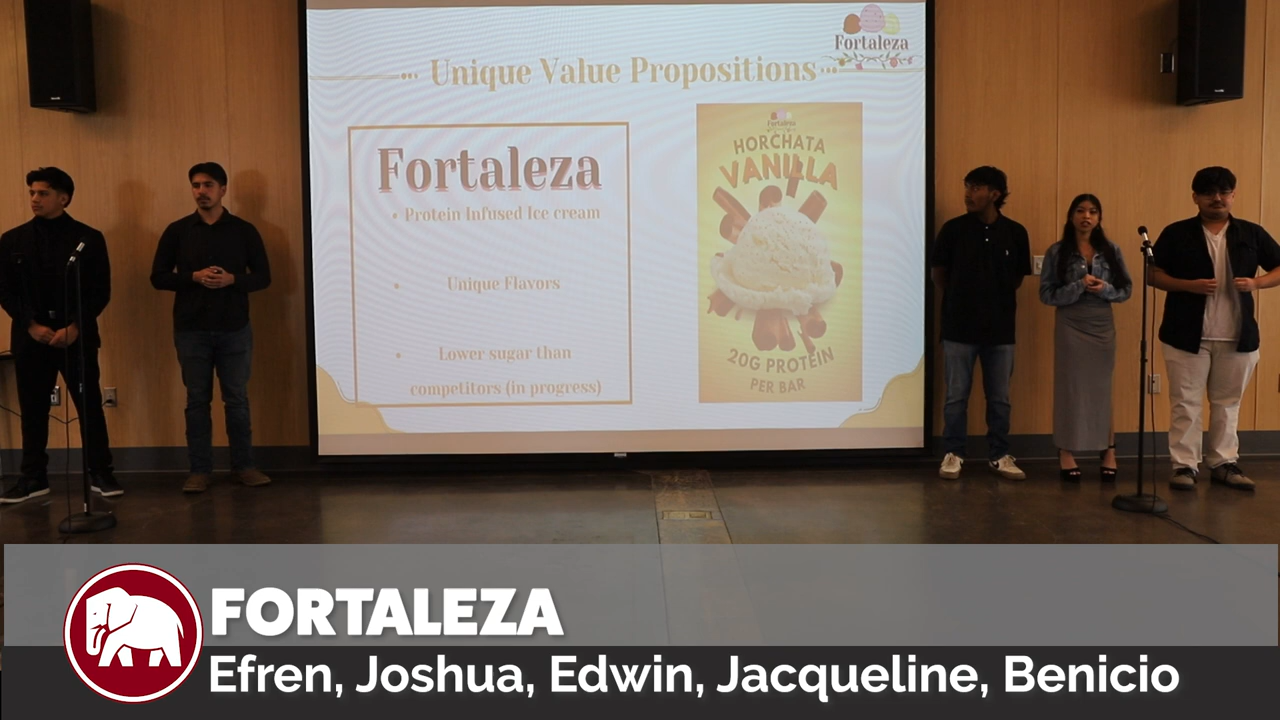 Fortaleza
Unique Value Propositions
Fortaleza
• Protein Infused Ice cream
• Unique Flavors
• Lower sugar than
competitors (in progress)
Fortaleza
HORCHATA
VANILLA
20G PROTEIN
PER BAR
FORTALEZA
Efren, Joshua, Edwin, Jacqueline, Benicio